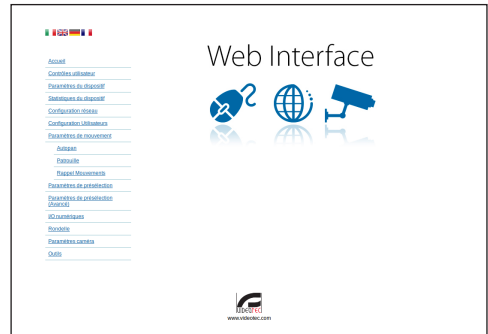 Web Interface
Accueil
Contrôles utilisateur
Paramètres du dispositif
Statistiques du dispositif
Configuration réseau
Configuration Utilisateurs
Paramètres de mouvement
Autopan
Patrouille
Rappel Mouvements
Paramètres de présélection
Paramètres de présélection
(Avancé)
I/O numériques
Rondelle
Paramètres caméra
Outils
VIDEOTEC
www.videotec.com